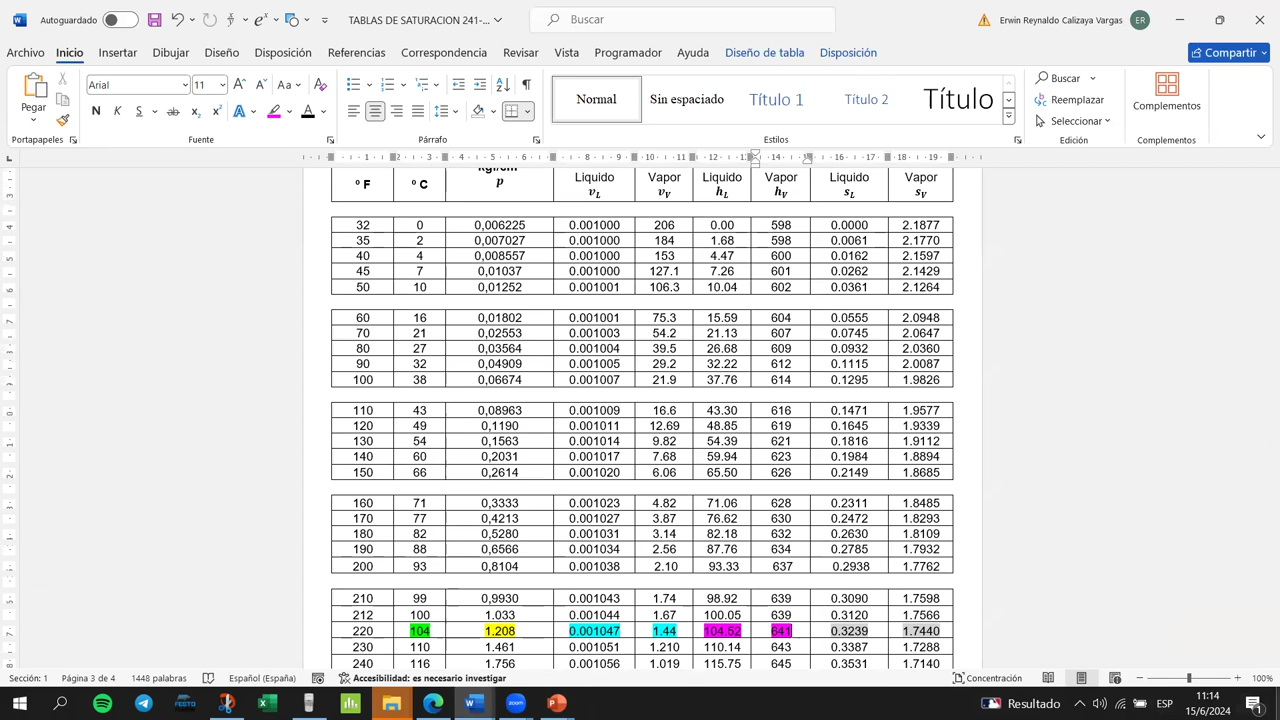 Autoguardado TABLAS DE SATURACION 241-... Buscar Erwin Reynaldo Calizaya Vargas ER
Archivo Inicio Insertar Dibujar Diseño Disposición Referencias Correspondencia Revisar Vista Programador Ayuda Diseño de tabla Disposición Compartir
Pegar Arial 11 Normal Sin espaciado Título 1 Título 2 Título Buscar Reemplazar Seleccionar Complementos
Portapapeles Fuente Párrafo Estilos Edición Complementos
1 2 3 4 5 6 7 8 9 10 11 12 13 14 16 17 18 19
º F º C kgf/cm p Liquido vL Vapor vV Liquido hL Vapor hV Liquido sL Vapor sV
32 0 0,006225 0.001000 206 0.00 598 0.0000 2.1877
35 2 0,007027 0.001000 184 1.68 598 0.0061 2.1770
40 4 0,008557 0.001000 153 4.47 600 0.0162 2.1597
45 7 0,01037 0.001000 127.1 7.26 601 0.0262 2.1429
50 10 0,01252 0.001001 106.3 10.04 602 0.0361 2.1264
60 16 0,01802 0.001001 75.3 15.59 604 0.0555 2.0948
70 21 0,02553 0.001003 54.2 21.13 607 0.0745 2.0647
80 27 0,03564 0.001004 39.5 26.68 609 0.0932 2.0360
90 32 0,04909 0.001005 29.2 32.22 612 0.1115 2.0087
100 38 0,06674 0.001007 21.9 37.76 614 0.1295 1.9826
110 43 0,08963 0.001009 16.6 43.30 616 0.1471 1.9577
120 49 0,1190 0.001011 12.69 48.85 619 0.1645 1.9339
130 54 0,1563 0.001014 9.82 54.39 621 0.1816 1.9112
140 60 0,2031 0.001017 7.68 59.94 623 0.1984 1.8894
150 66 0,2614 0.001020 6.06 65.50 626 0.2149 1.8685
160 71 0,3333 0.001023 4.82 71.06 628 0.2311 1.8485
170 77 0,4213 0.001027 3.87 76.62 630 0.2472 1.8293
180 82 0,5280 0.001031 3.14 82.18 632 0.2630 1.8109
190 88 0,6566 0.001034 2.56 87.76 634 0.2785 1.7932
200 93 0,8104 0.001038 2.10 93.33 637 0.2938 1.7762
210 99 0,9930 0.001043 1.74 98.92 639 0.3090 1.7598
212 100 1.033 0.001044 1.67 100.05 639 0.3120 1.7566
220 104 1.208 0.001047 1.44 104.52 641 0.3239 1.7440
230 110 1.461 0.001051 1.210 110.14 643 0.3387 1.7288
240 116 1.756 0.001056 1.019 115.75 645 0.3531 1.7140
Sección: 1 Página 3 de 4 1448 palabras Español (España) Accesibilidad: es necesario investigar Concentración 100%
FESTO zoom Resultado ESP 11:14
15/6/2024